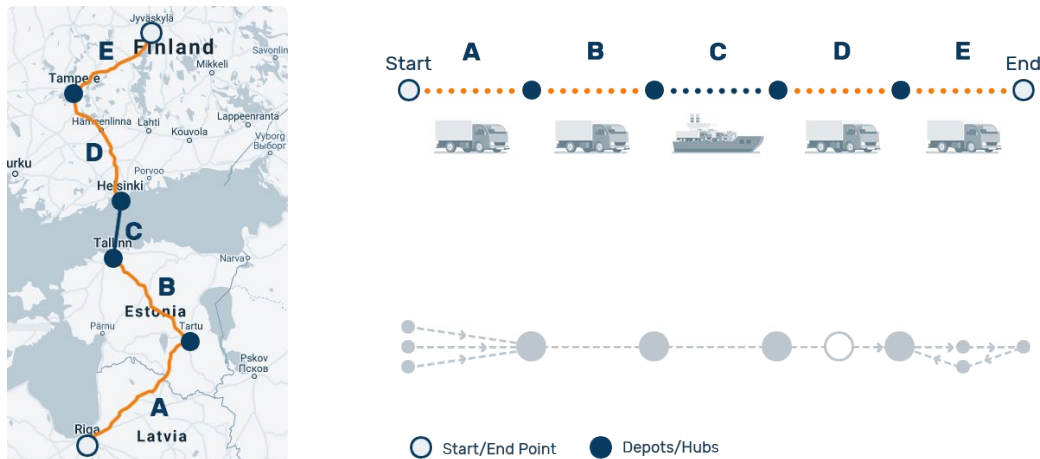 Jyväskylä
Finland
E
Savonlin
Mikkeli
Tampere
Hämeenlinna
Lahti
Lappeenranta
Kouvola
Vyborg
Выборг
D
urku
Porvoo
Helsinki
C
Tallinn
Narva
B
Estonia
Pärnu
Tartu
Pskov
Псков
A
Riga
Latvia
A B C D E
Start End
Start/End Point
Depots/Hubs